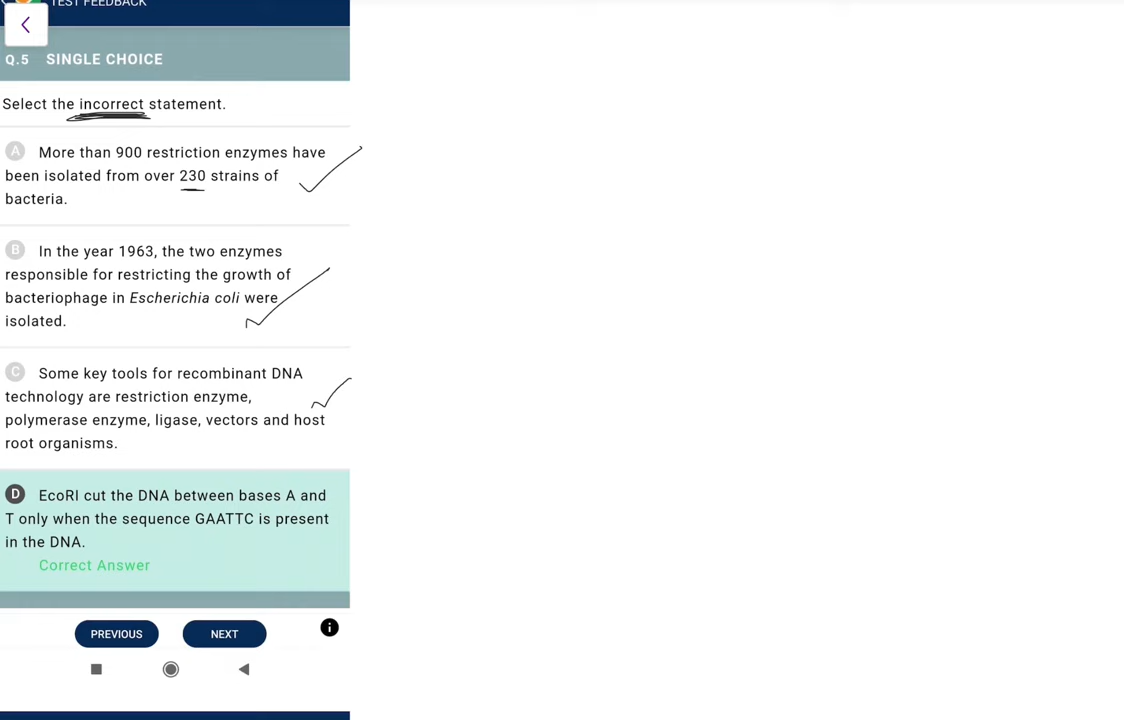 TEST FEEDBACK
Q.5 SINGLE CHOICE
Select the incorrect statement.
A More than 900 restriction enzymes have
been isolated from over 230 strains of
bacteria.
B In the year 1963, the two enzymes
responsible for restricting the growth of
bacteriophage in Escherichia coli were
isolated.
C Some key tools for recombinant DNA
technology are restriction enzyme,
polymerase enzyme, ligase, vectors and host
root organisms.
D EcoRI cut the DNA between bases A and
T only when the sequence GAATTC is present
in the DNA.
Correct Answer
PREVIOUS NEXT